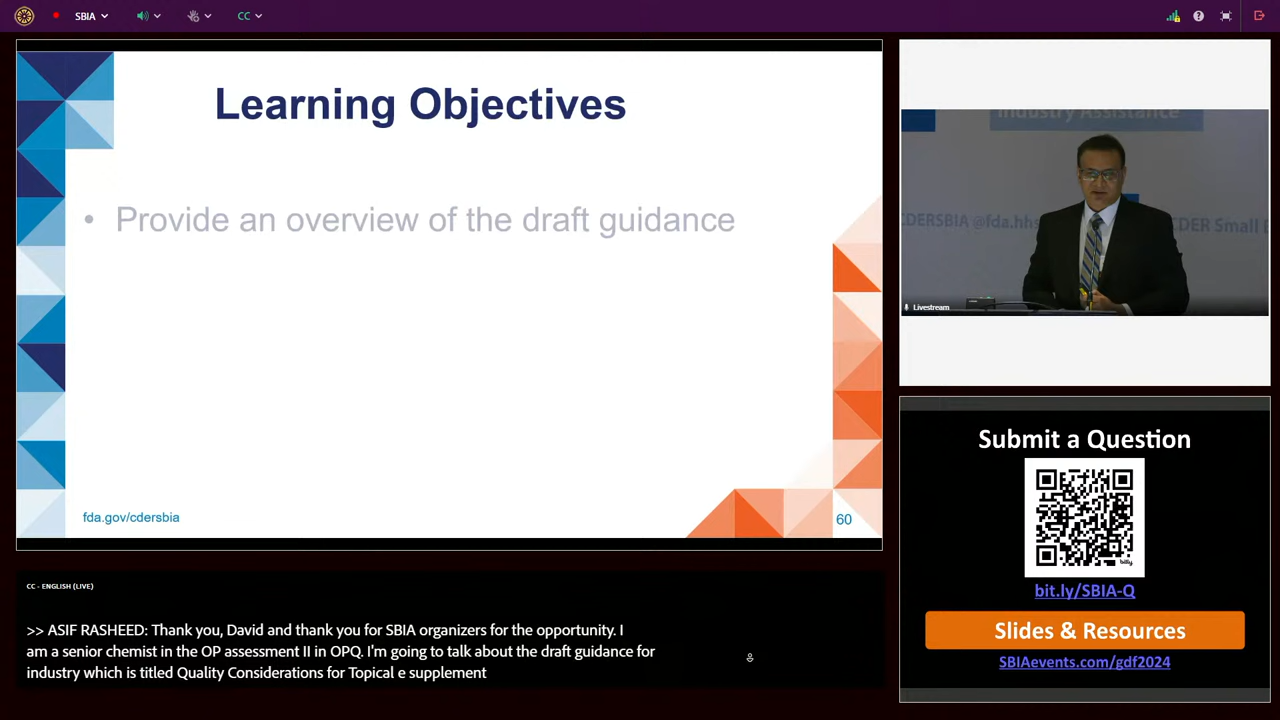 SBIA
CC
Learning Objectives
• Provide an overview of the draft guidance
fda.gov/cdersbia
60
Industry Assistance
CDERSBIA@fda.hhs
CDER Small
Livestream
Submit a Question
bitly
bit.ly/SBIA-Q
Slides & Resources
SBIAevents.com/gdf2024
CC - ENGLISH (LIVE)
>> ASIF RASHEED: Thank you, David and thank you for SBIA organizers for the opportunity. I
am a senior chemist in the OP assessment II in OPQ. I'm going to talk about the draft guidance for
industry which is titled Quality Considerations for Topical e supplement